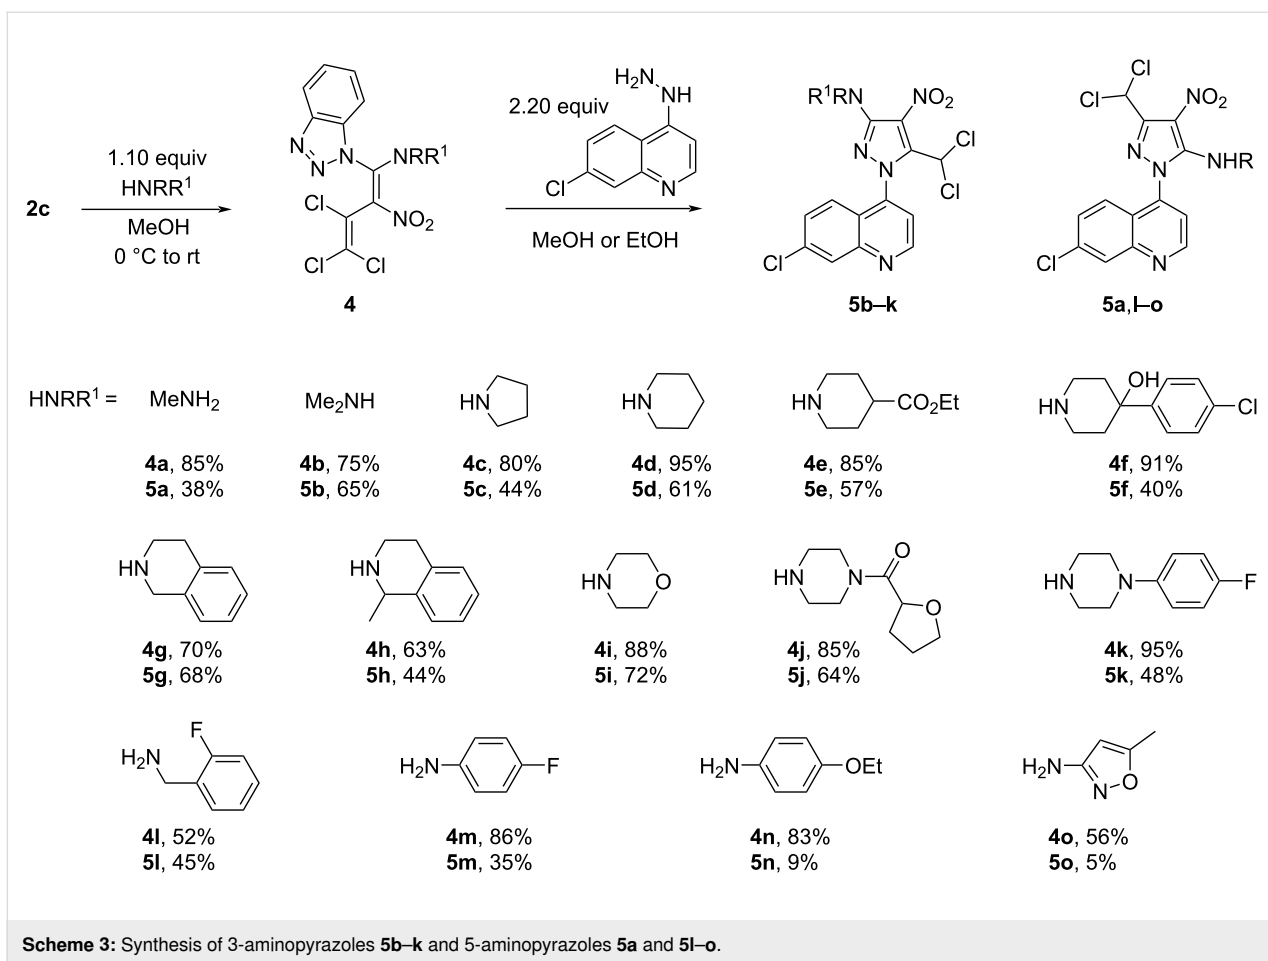 2c
1.10 equiv
HNRR¹
MeOH
0 °C to rt
N
N
N
NRR¹
Cl
NO₂
Cl Cl
4
H₂N
NH
2.20 equiv
Cl
N
MeOH or EtOH
R¹RN
NO₂
N
N
Cl
Cl
Cl
N
5b–k
Cl
Cl
NO₂
N
N
NHR
Cl
N
5a,l–o
HNRR¹ =
MeNH₂
4a, 85%
5a, 38%
Me₂NH
4b, 75%
5b, 65%
HN
4c, 80%
5c, 44%
HN
4d, 95%
5d, 61%
HN
CO₂Et
4e, 85%
5e, 57%
HN
OH
Cl
4f, 91%
5f, 40%
HN
4g, 70%
5g, 68%
HN
4h, 63%
5h, 44%
HN
O
4i, 88%
5i, 72%
HN
N
O
O
4j, 85%
5j, 64%
HN
N
F
4k, 95%
5k, 48%
F
H₂N
4l, 52%
5l, 45%
H₂N
F
4m, 86%
5m, 35%
H₂N
OEt
4n, 83%
5n, 9%
H₂N
N
O
4o, 56%
5o, 5%
Scheme 3: Synthesis of 3-aminopyrazoles 5b–k and 5-aminopyrazoles 5a and 5l–o.